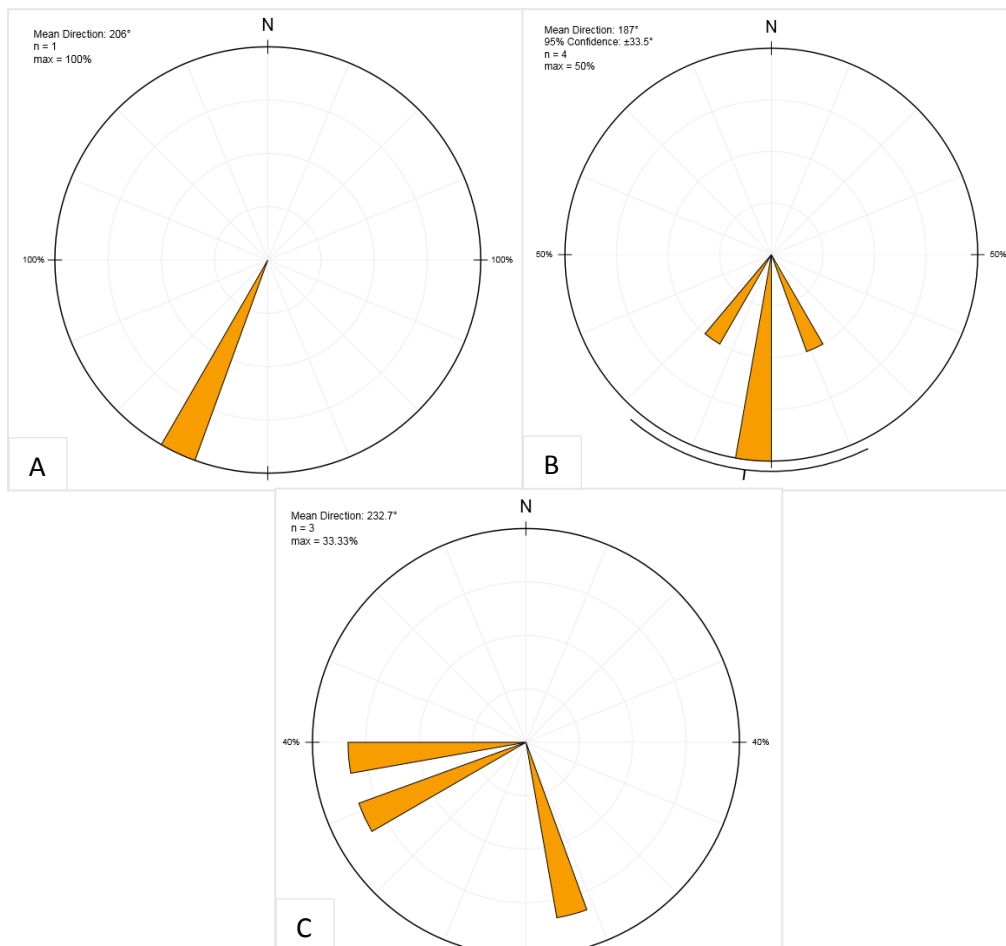 Mean Direction: 206°
n = 1
max = 100%
N
100%
100%
A
Mean Direction: 187°
95% Confidence: ±33.5°
n = 4
max = 50%
N
50%
50%
B
Mean Direction: 232.7°
n = 3
max = 33.33%
N
40%
40%
C